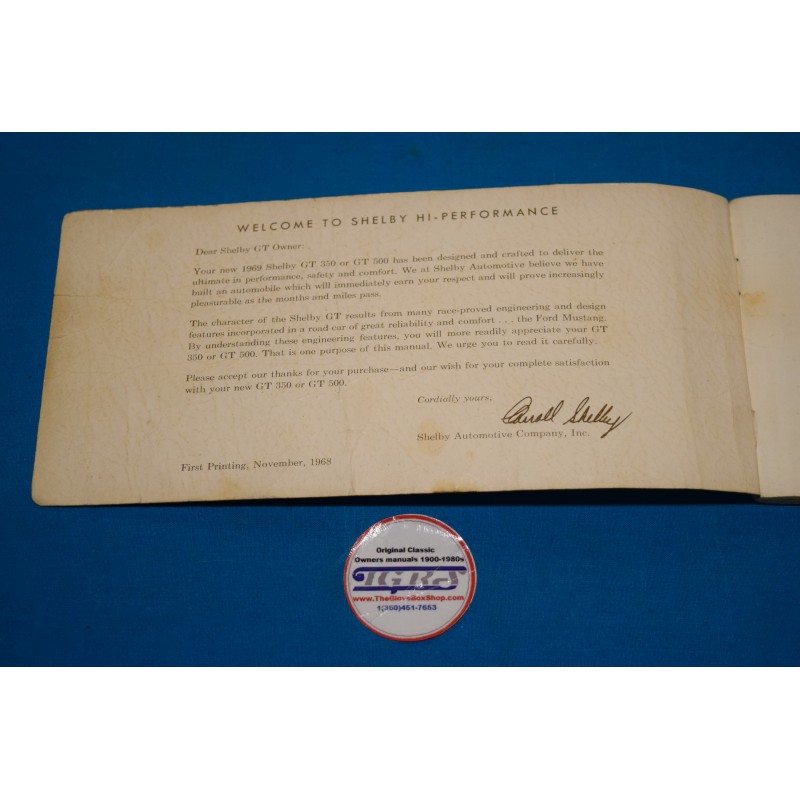 WELCOME TO SHELBY HI-PERFORMANCE
Dear Shelby GT Owner:
Your new 1969 Shelby GT 350 or GT 500 has been designed and crafted to deliver the
ultimate in performance, safety and comfort. We at Shelby Automotive believe we have
built an automobile which will immediately earn your respect and will prove increasingly
pleasurable as the months and miles pass.
The character of the Shelby GT results from many race-proved engineering and design
features incorporated in a road car of great reliability and comfort . . . the Ford Mustang.
By understanding these engineering features, you will more readily appreciate your GT
350 or GT 500. That is one purpose of this manual. We urge you to read it carefully.
Please accept our thanks for your purchase—and our wish for your complete satisfaction
with your new GT 350 or GT 500.
Cordially yours,
Carroll Shelby
Shelby Automotive Company, Inc.
First Printing, November, 1968
Original Classic
Owners manuals 1900-1980s
TGBS
www.TheGloveboxShop.com
1(360)451-7653